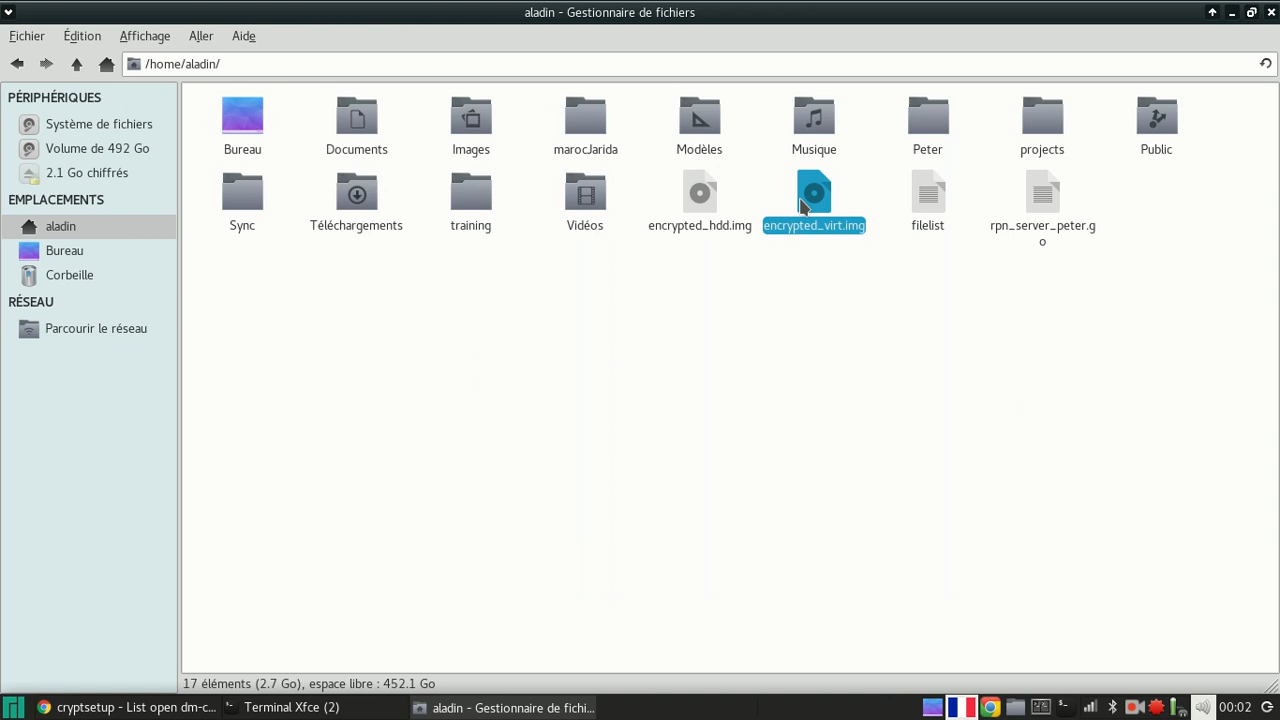 aladin - Gestionnaire de fichiers
Fichier Édition Affichage Aller Aide
/home/aladin/
PÉRIPHÉRIQUES
Système de fichiers
Volume de 492 Go
2.1 Go chiffrés
EMPLACEMENTS
aladin
Bureau
Corbeille
RÉSEAU
Parcourir le réseau
Bureau Documents Images marocJarida Modèles Musique Peter projects Public
Sync Téléchargements training Vidéos encrypted_hdd.img encrypted_virt.img filelist rpn_server_peter.g
o
17 éléments (2.7 Go), espace libre : 452.1 Go
cryptsetup - List open dm-c... Terminal Xfce (2) aladin - Gestionnaire de fichi... 00:02